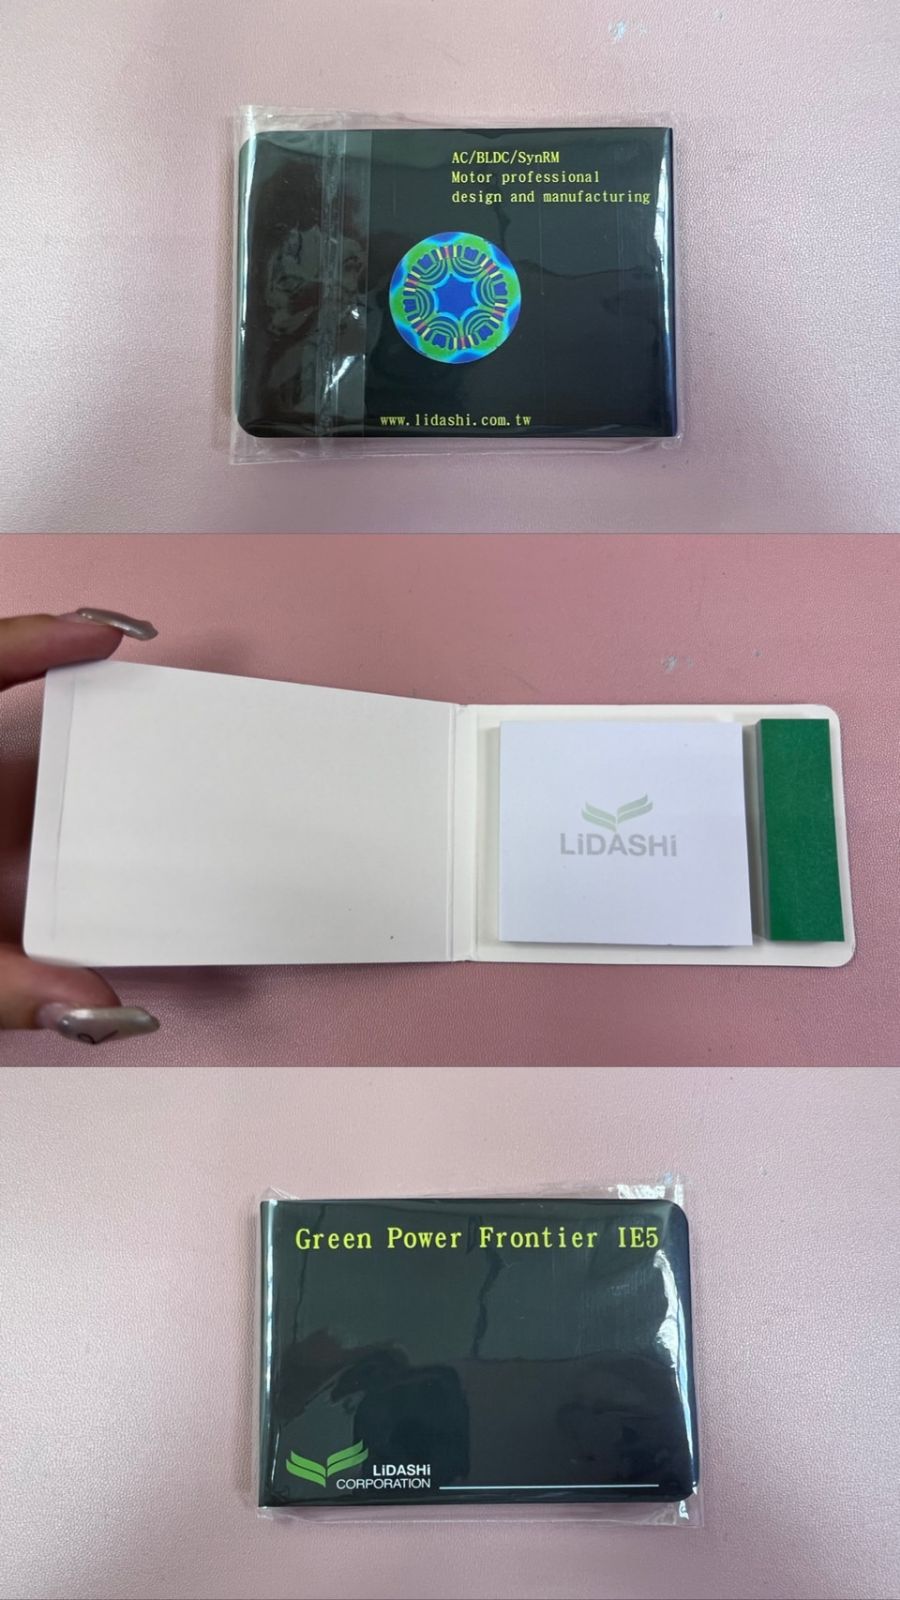 AC/BLDC/SynRM
Motor professional
design and manufacturing
www.lidashi.com.tw
LiDASHi
Green Power Frontier IE5
LiDASHi
CORPORATION